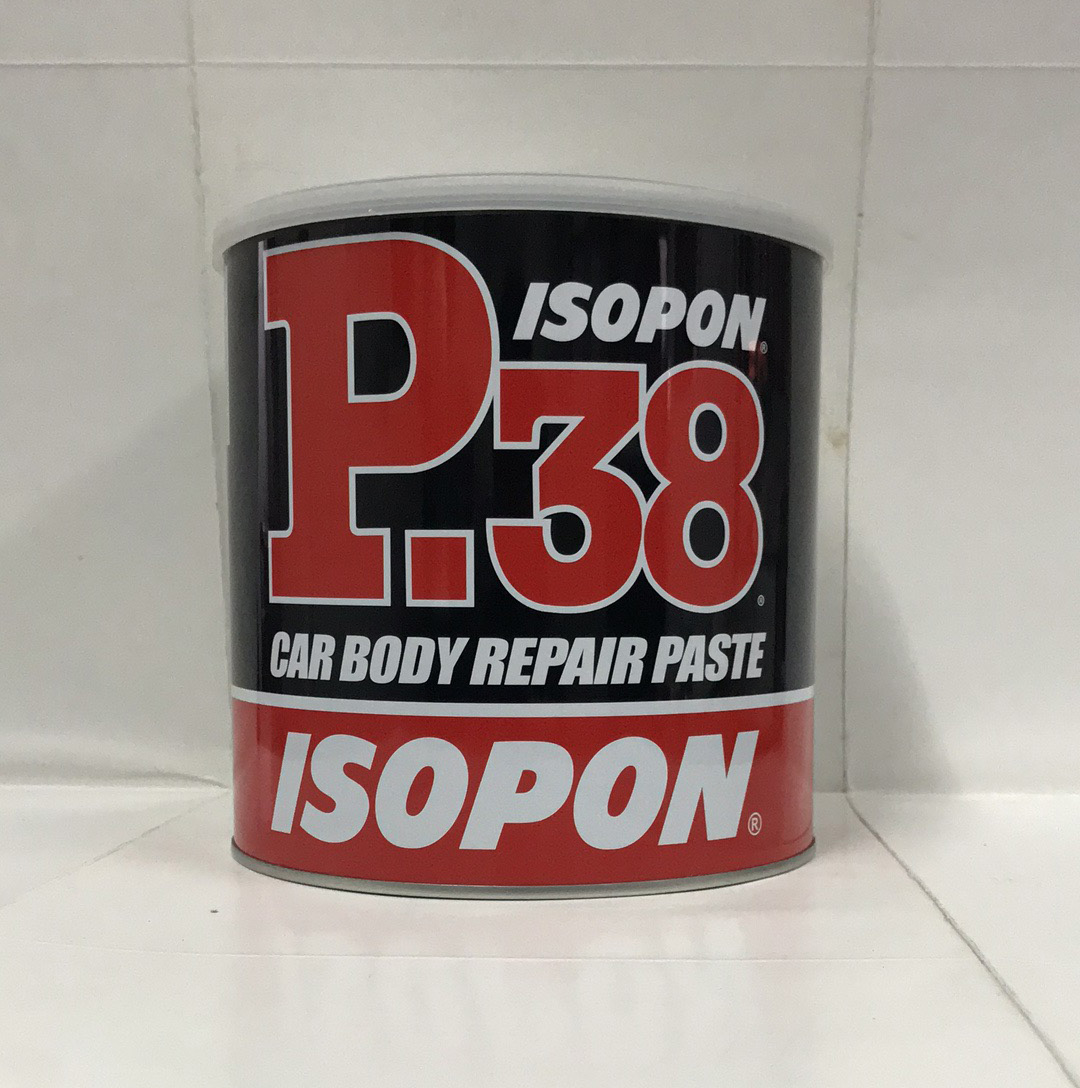 ISOPON®
P.38®
CAR BODY REPAIR PASTE
ISOPON®